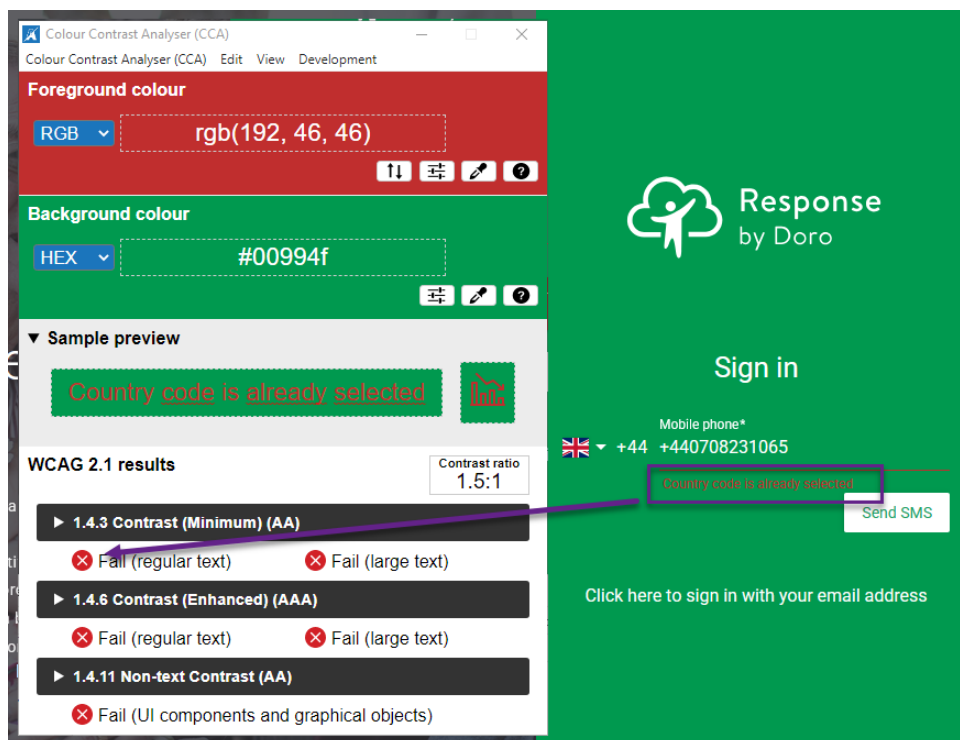 Colour Contrast Analyser (CCA)
Colour Contrast Analyser (CCA) Edit View Development
Foreground colour
RGB rgb(192, 46, 46)
Background colour
HEX #00994f
▼ Sample preview
Country code is already selected
WCAG 2.1 results
Contrast ratio
1.5:1
▶ 1.4.3 Contrast (Minimum) (AA)
Fail (regular text) Fail (large text)
▶ 1.4.6 Contrast (Enhanced) (AAA)
Fail (regular text) Fail (large text)
▶ 1.4.11 Non-text Contrast (AA)
Fail (UI components and graphical objects)
Response
by Doro
Sign in
Mobile phone*
+44 +440708231065
Country code is already selected
Send SMS
Click here to sign in with your email address